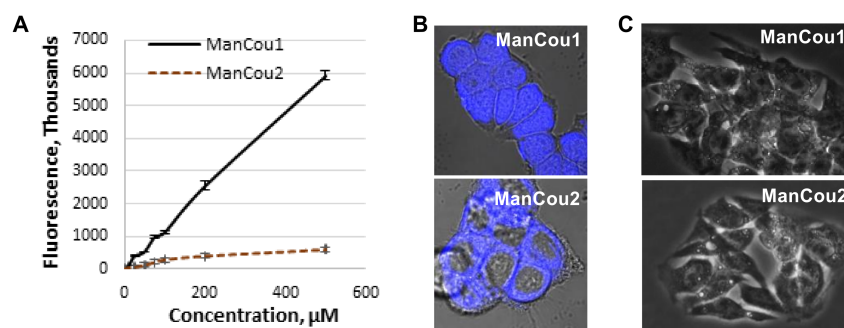 A
Fluorescence, Thousands
7000
6000
5000
4000
3000
2000
1000
0
0
200
400
600
Concentration, µM
ManCou1
ManCou2
B
ManCou1
ManCou2
C
ManCou1
ManCou2